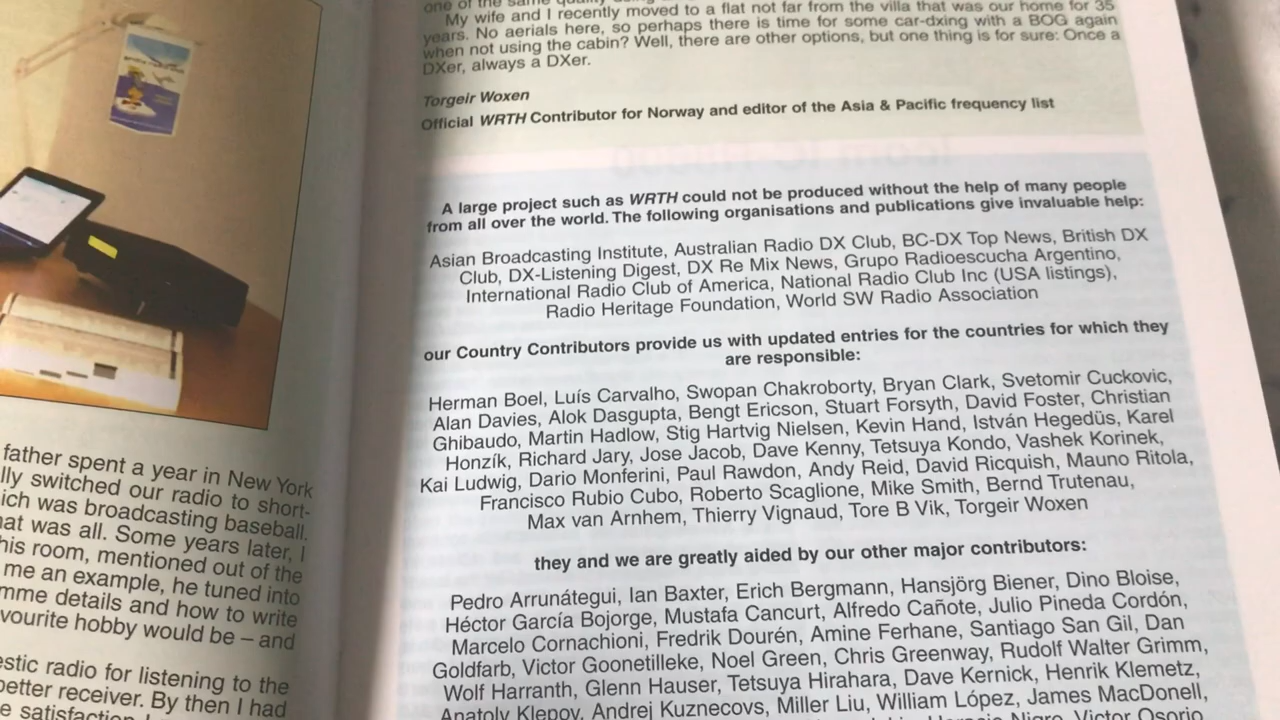 father spent a year in New York
lly switched our radio to short-
ich was broadcasting baseball.
hat was all. Some years later, I
his room, mentioned out of the
me an example, he tuned into
mme details and how to write
vourite hobby would be – and
estic radio for listening to the
better receiver. By then I had
e satisfaction I
one of the same quality
My wife and I recently moved to a flat not far from the villa that was our home for 35
years. No aerials here, so perhaps there is time for some car-dxing with a BOG again
when not using the cabin? Well, there are other options, but one thing is for sure: Once a
DXer, always a DXer.
Torgeir Woxen
Official WRTH Contributor for Norway and editor of the Asia & Pacific frequency list
A large project such as WRTH could not be produced without the help of many people
from all over the world. The following organisations and publications give invaluable help:
Asian Broadcasting Institute, Australian Radio DX Club, BC-DX Top News, British DX
Club, DX-Listening Digest, DX Re Mix News, Grupo Radioescucha Argentino,
International Radio Club of America, National Radio Club Inc (USA listings),
Radio Heritage Foundation, World SW Radio Association
our Country Contributors provide us with updated entries for the countries for which they
are responsible:
Herman Boel, Luís Carvalho, Swopan Chakroborty, Bryan Clark, Svetomir Cuckovic,
Alan Davies, Alok Dasgupta, Bengt Ericson, Stuart Forsyth, David Foster, Christian
Ghibaudo, Martin Hadlow, Stig Hartvig Nielsen, Kevin Hand, István Hegedüs, Karel
Honzík, Richard Jary, Jose Jacob, Dave Kenny, Tetsuya Kondo, Vashek Korinek,
Kai Ludwig, Dario Monferini, Paul Rawdon, Andy Reid, David Ricquish, Mauno Ritola,
Francisco Rubio Cubo, Roberto Scaglione, Mike Smith, Bernd Trutenau,
Max van Arnhem, Thierry Vignaud, Tore B Vik, Torgeir Woxen
they and we are greatly aided by our other major contributors:
Pedro Arrunátegui, Ian Baxter, Erich Bergmann, Hansjörg Biener, Dino Bloise,
Héctor García Bojorge, Mustafa Cancurt, Alfredo Cañote, Julio Pineda Cordón,
Marcelo Cornachioni, Fredrik Dourén, Amine Ferhane, Santiago San Gil, Dan
Goldfarb, Victor Goonetilleke, Noel Green, Chris Greenway, Rudolf Walter Grimm,
Wolf Harranth, Glenn Hauser, Tetsuya Hirahara, Dave Kernick, Henrik Klemetz,
Anatoly Klepov, Andrej Kuznecovs, Miller Liu, William López, James MacDonell,
Nigro, Victor Osorio,